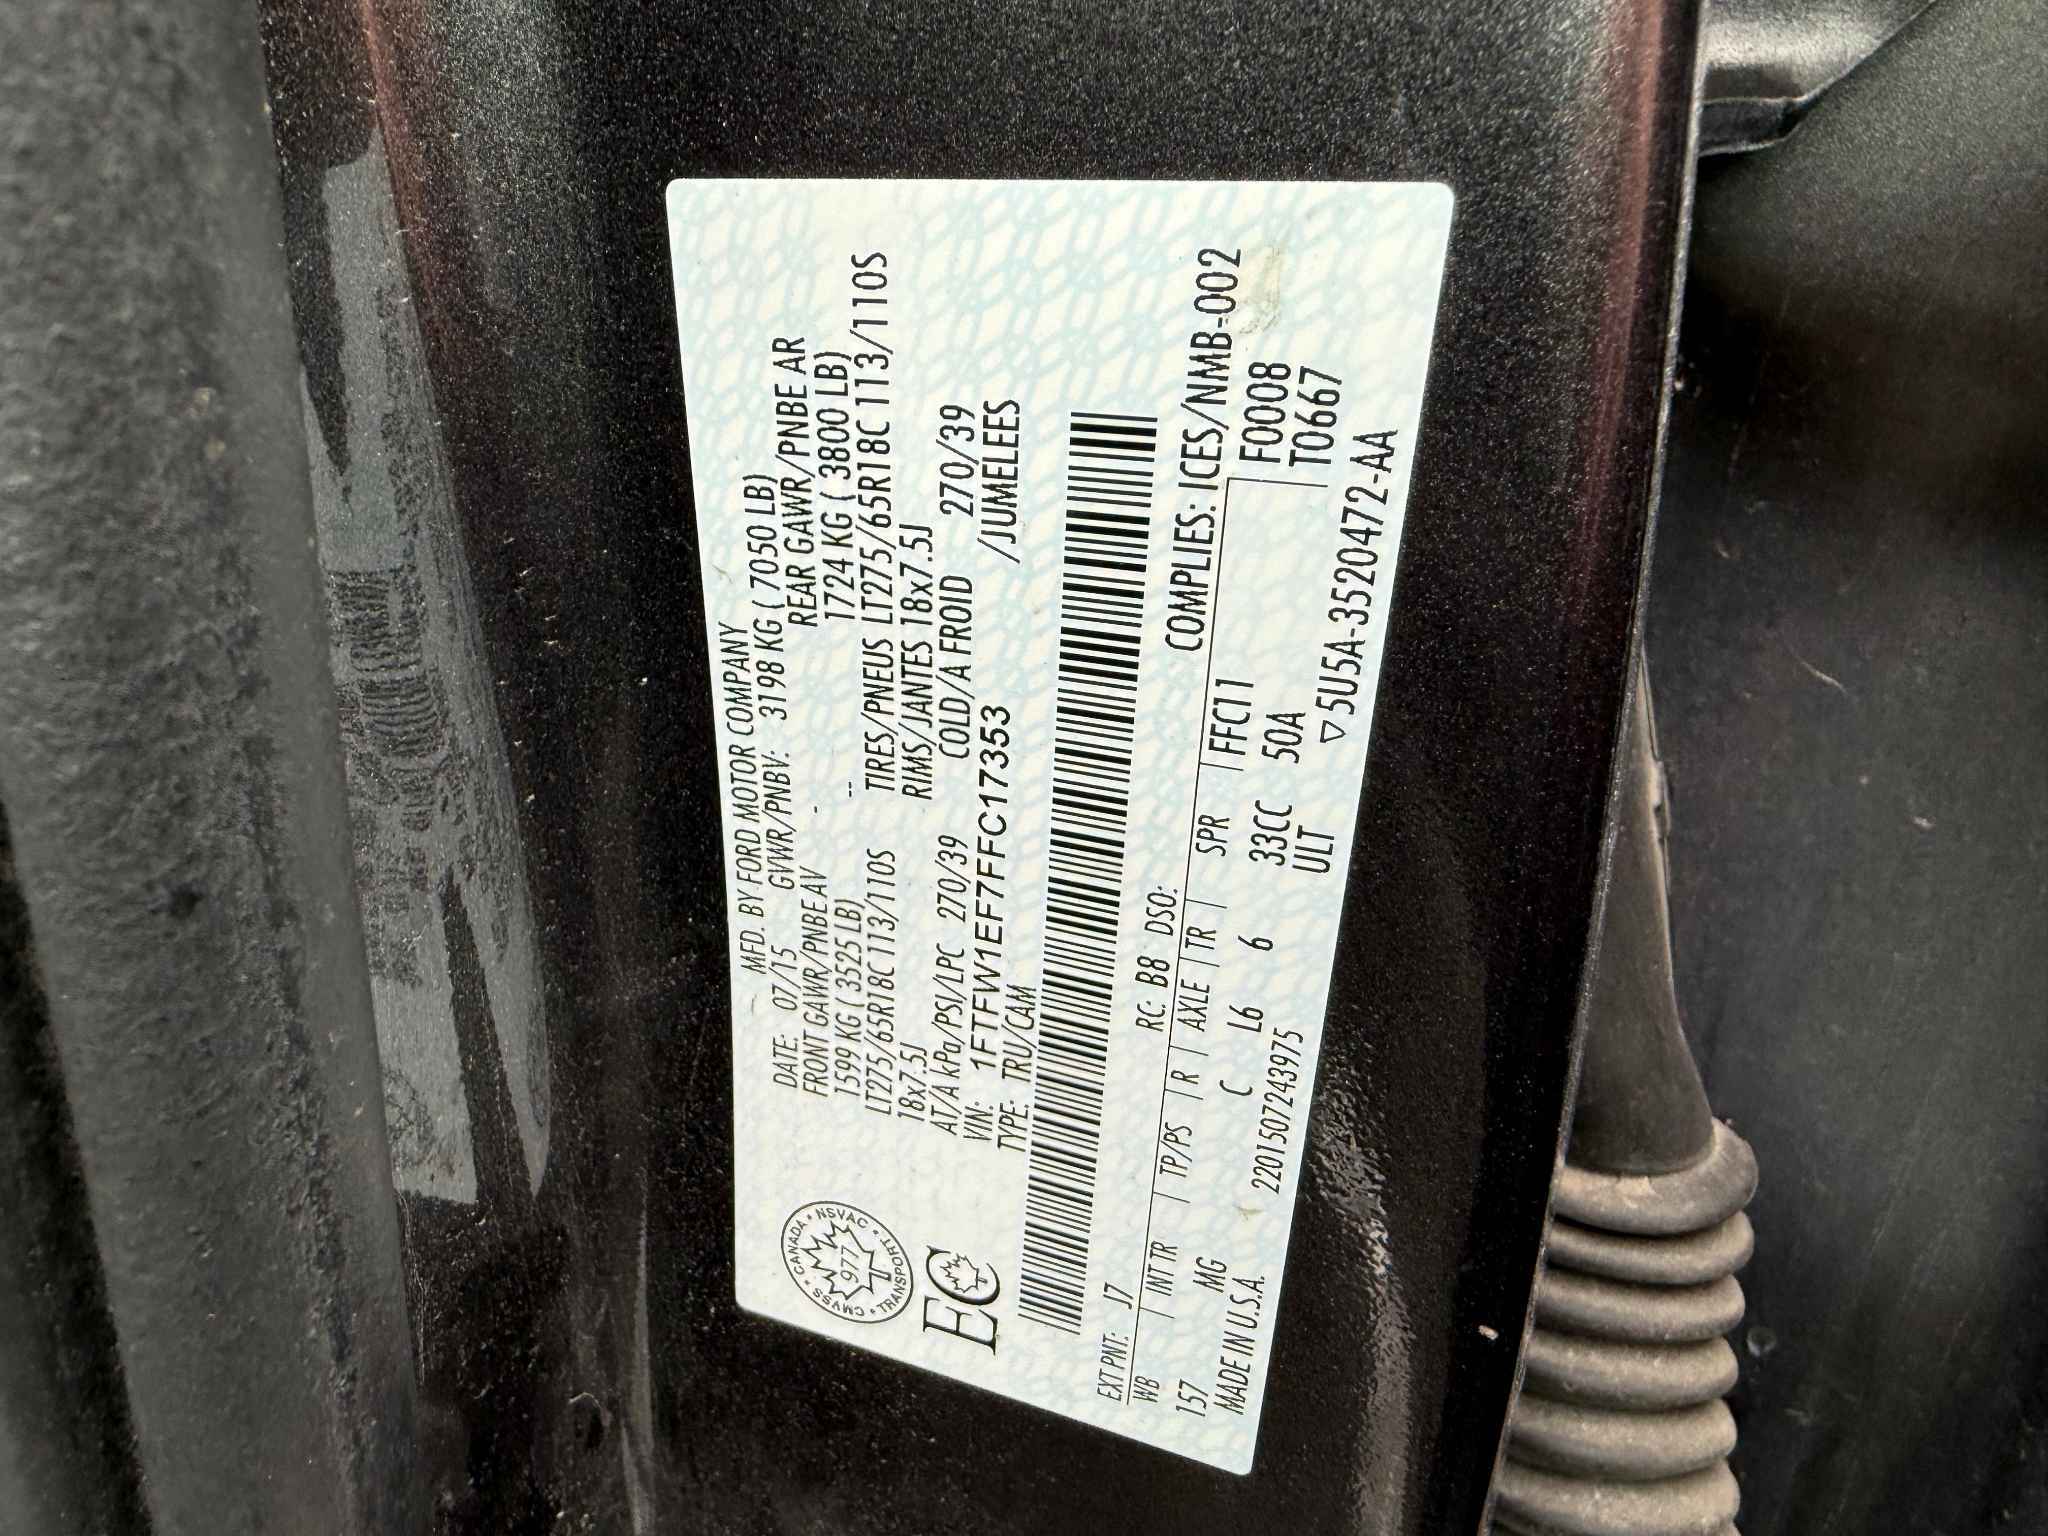 MFD. BY FORD MOTOR COMPANY
DATE: 07/15 GVWR/PNBV: 3198 KG ( 7050 LB)
FRONT GAWR/PNBE AV - REAR GAWR/PNBE AR
1599 KG ( 3525 LB) -- 1724 KG ( 3800 LB)
LT275/65R18C 113/110S TIRES/PNEUS LT275/65R18C 113/110S
18x7.5J RIMS/JANTES 18x7.5J
AT/A kPa/PSI/LPC 270/39 COLD/A FROID 270/39
VIN: 1FTFW1EF7FFC17353 /JUMELEES
TYPE: TRU/CAM
CMVSS • CANADA • NSVAC • TRANSPORT •
977
EC
COMPLIES: ICES/NMB-002
EXT PNT: J7 RC: B8 DSO: F0008
WB | INT TR | TP/PS | R | AXLE | TR | SPR | FFC11 T0667
157 MG C L6 6 33CC 50A
MADE IN U.S.A. 2201507243975 ULT ▽5U5A-3520472-AA